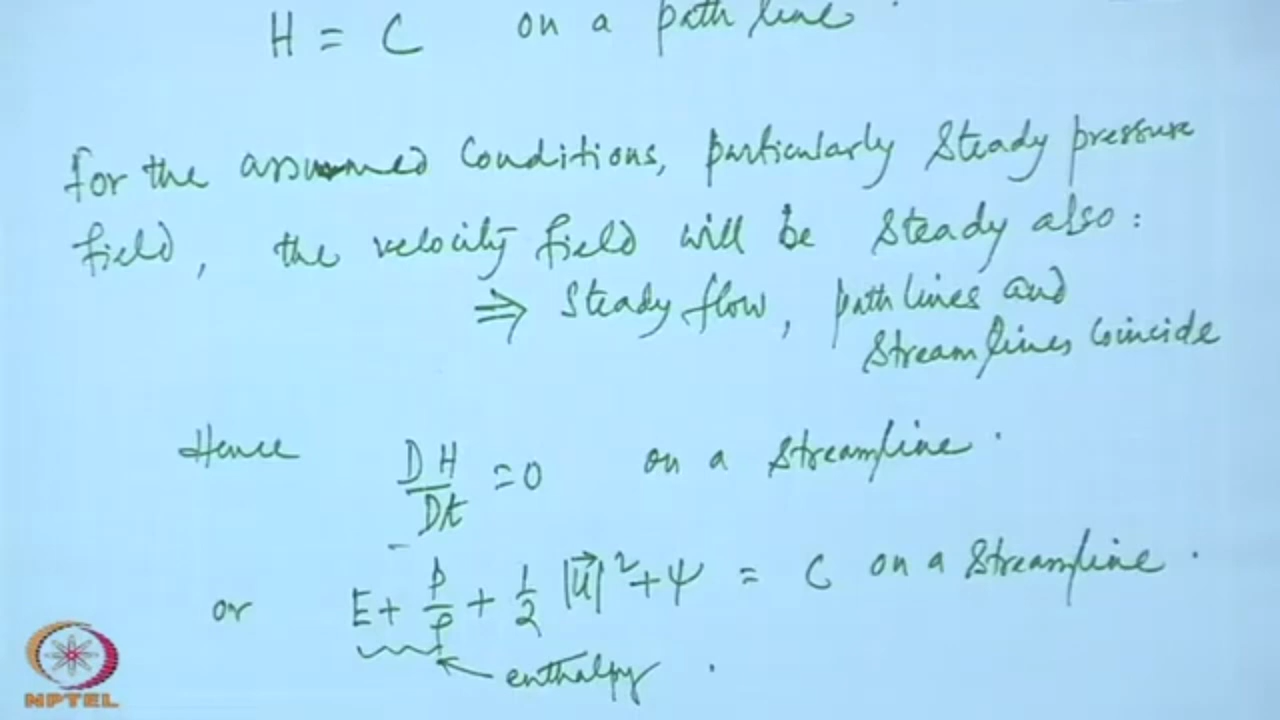 H = C on a path line.
for the assumed Conditions, particularly Steady pressure
field, the velocity field will be Steady also:
⇒ Steady flow, path lines and
Streamlines Coincide
Hence DH/Dt = 0 on a Streamline.
or E + p/ρ + 1/2 |u⃗|² + ψ = C on a Streamline.
enthalpy.
NPTEL